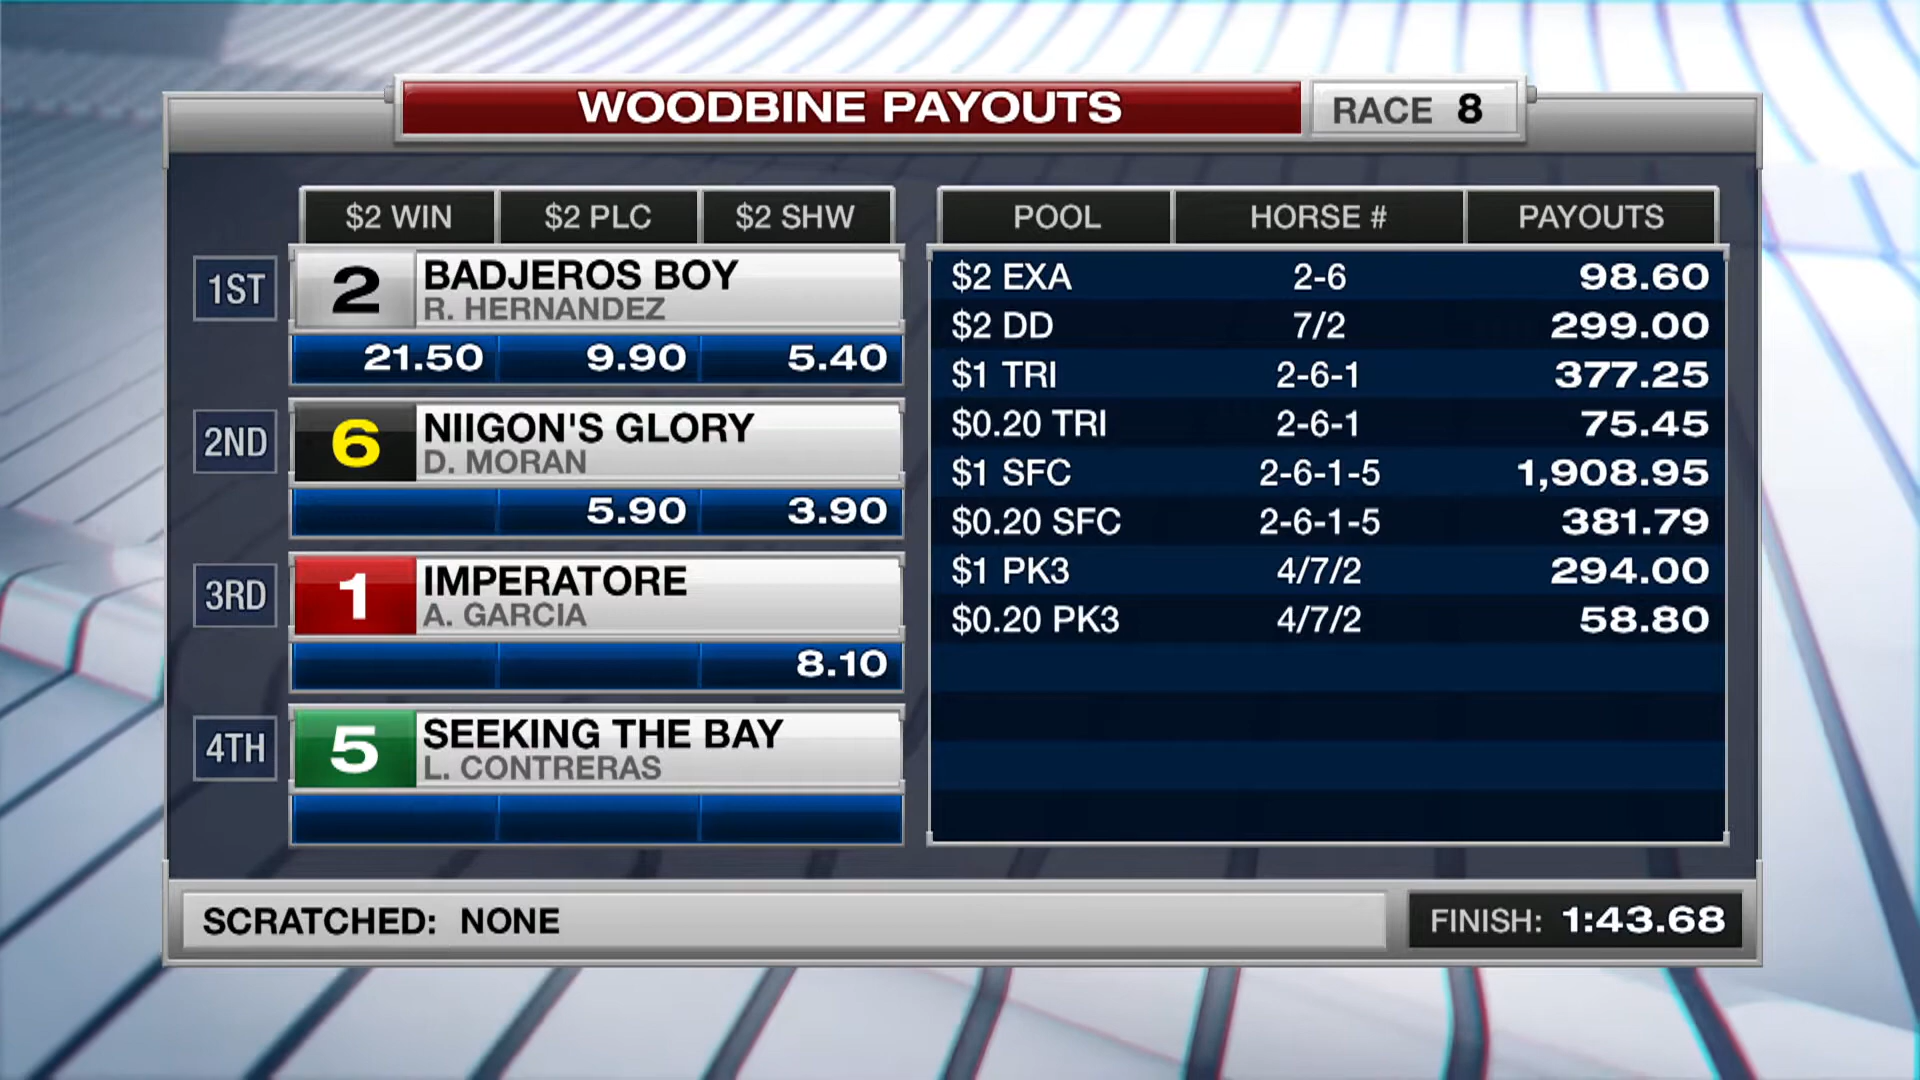 WOODBINE PAYOUTS RACE 8
$2 WIN $2 PLC $2 SHW
1ST 2 BADJEROS BOY
R. HERNANDEZ
21.50 9.90 5.40
2ND 6 NIIGON'S GLORY
D. MORAN
5.90 3.90
3RD 1 IMPERATORE
A. GARCIA
8.10
4TH 5 SEEKING THE BAY
L. CONTRERAS
POOL HORSE # PAYOUTS
$2 EXA 2-6 98.60
$2 DD 7/2 299.00
$1 TRI 2-6-1 377.25
$0.20 TRI 2-6-1 75.45
$1 SFC 2-6-1-5 1,908.95
$0.20 SFC 2-6-1-5 381.79
$1 PK3 4/7/2 294.00
$0.20 PK3 4/7/2 58.80
SCRATCHED: NONE
FINISH: 1:43.68